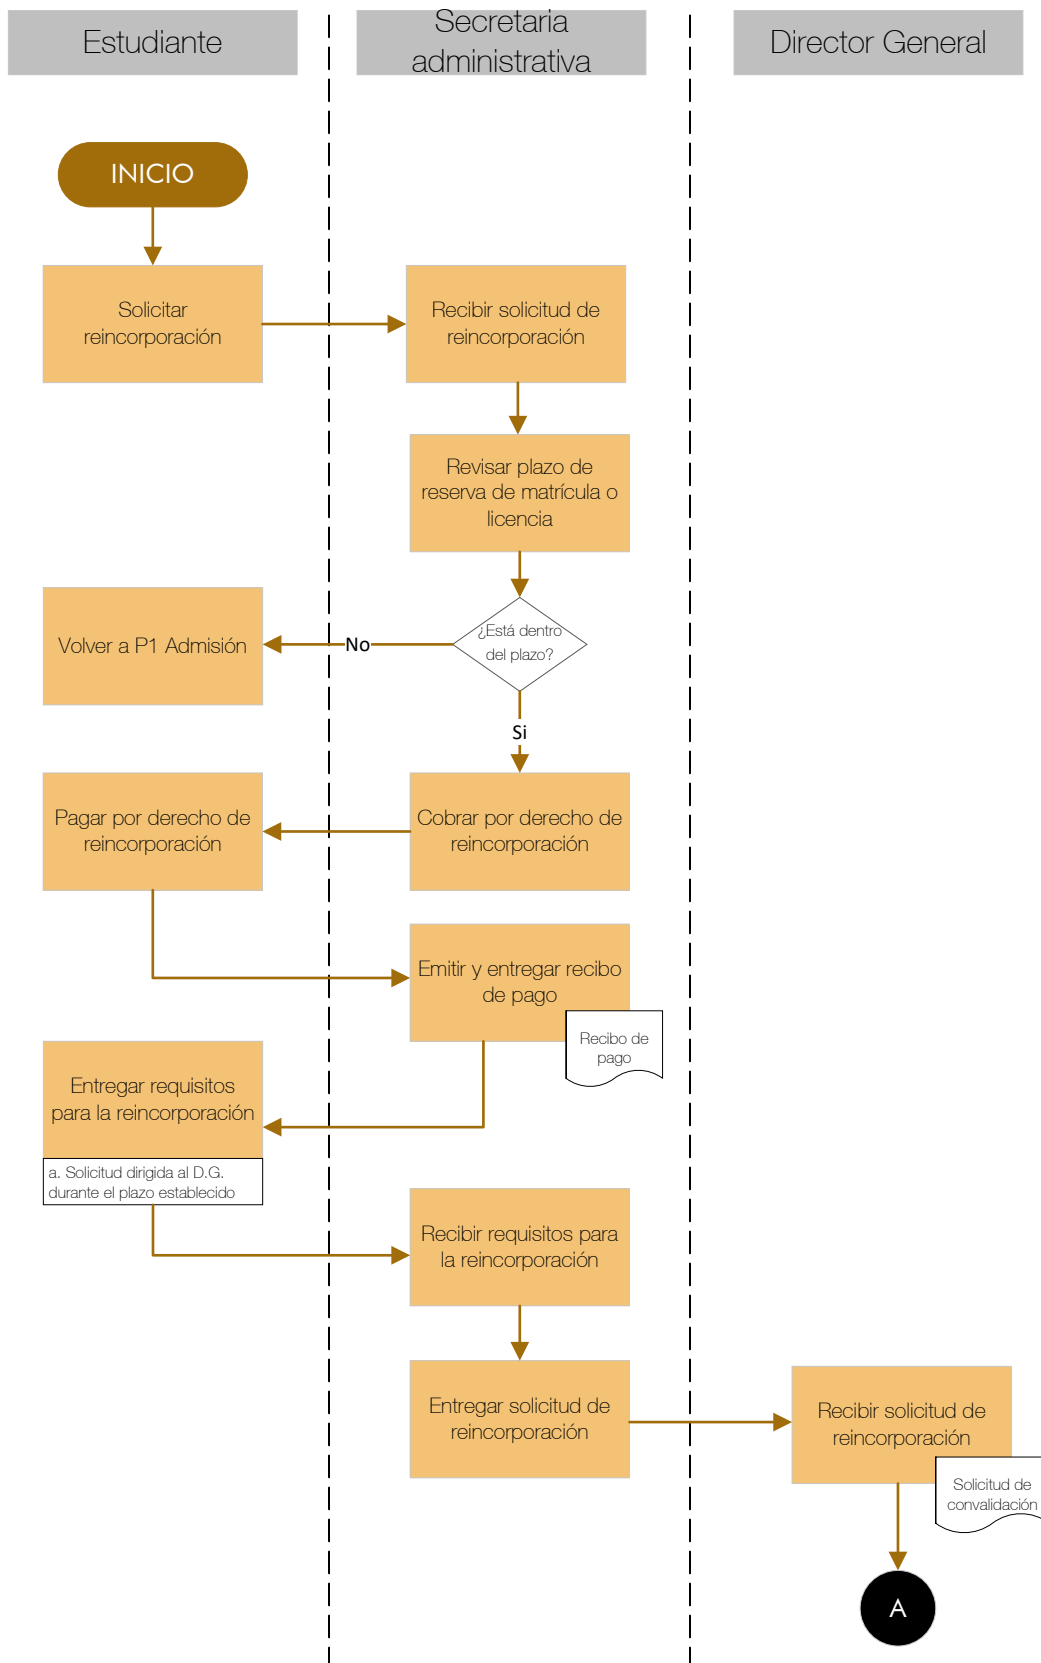 Estudiante
Secretaria
administrativa
Director General
INICIO
Solicitar
reincorporación
Recibir solicitud de
reincorporación
Revisar plazo de
reserva de matrícula o
licencia
¿Está dentro
del plazo?
No
Volver a P1 Admisión
Si
Cobrar por derecho de
reincorporación
Pagar por derecho de
reincorporación
Emitir y entregar recibo
de pago
Recibo de
pago
Entregar requisitos
para la reincorporación
a. Solicitud dirigida al D.G.
durante el plazo establecido
Recibir requisitos para
la reincorporación
Entregar solicitud de
reincorporación
Recibir solicitud de
reincorporación
Solicitud de
convalidación
A